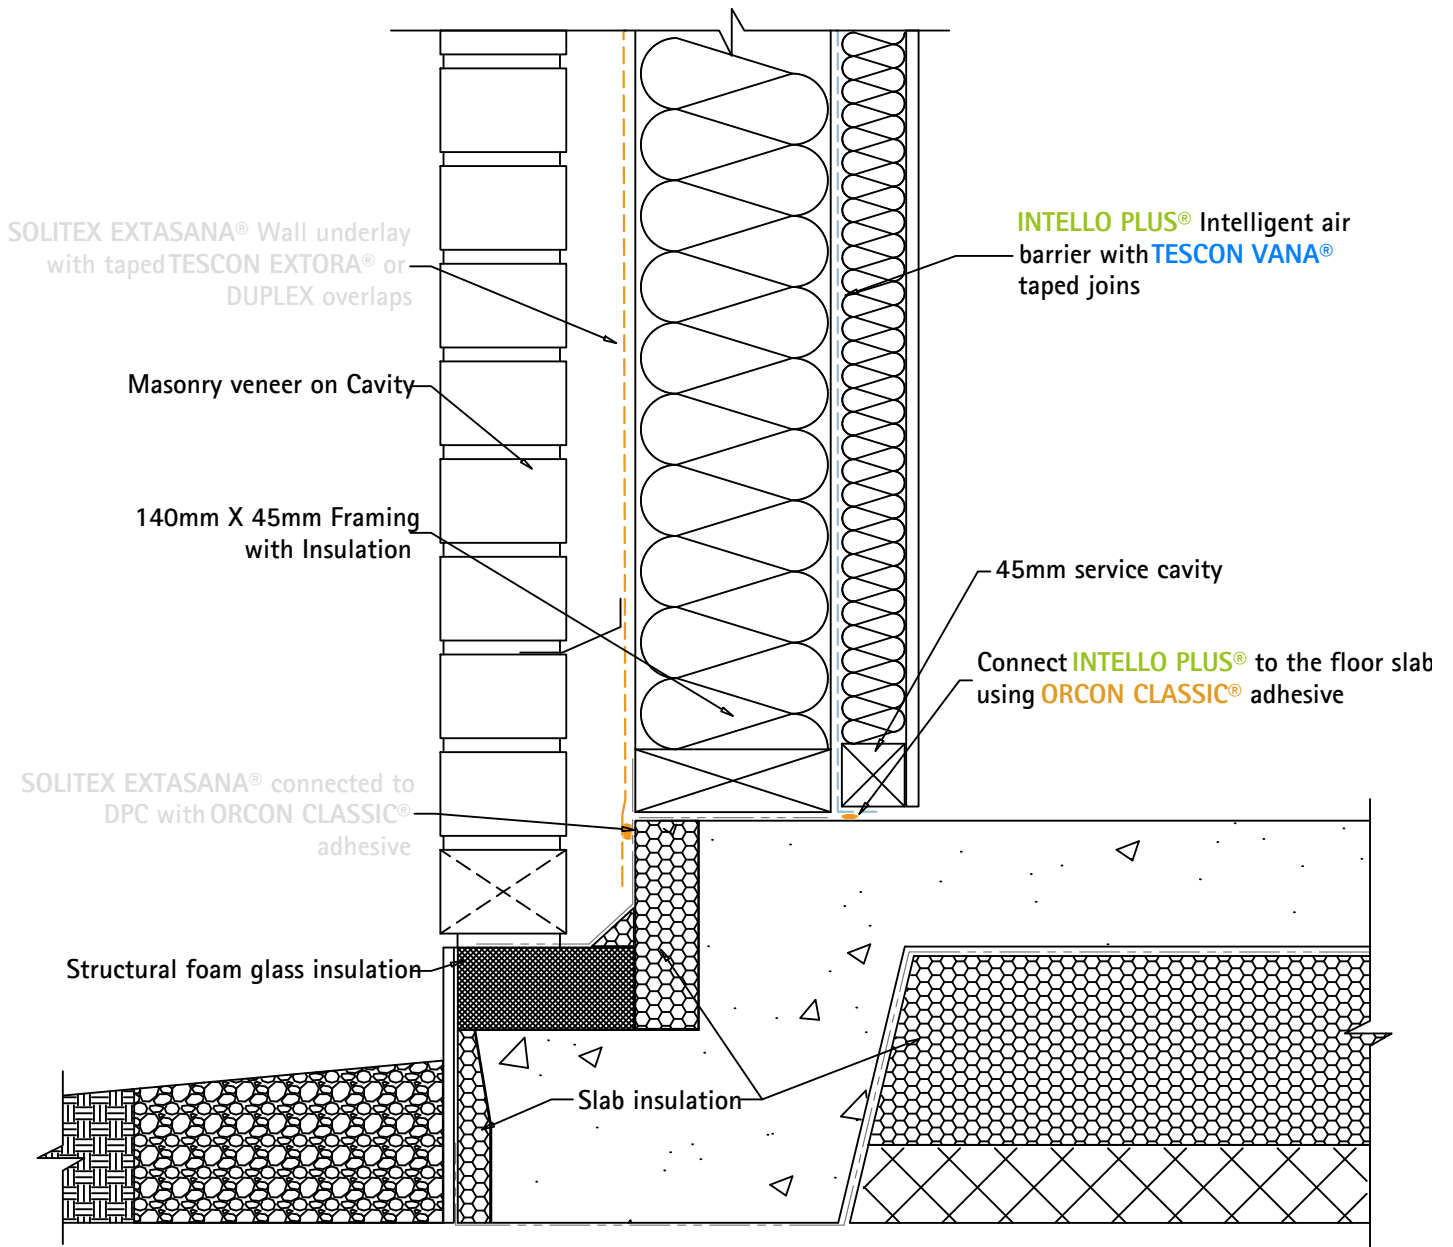 SOLITEX EXTASANA® Wall underlay
with taped TESCON EXTORA® or
DUPLEX overlaps
INTELLO PLUS® Intelligent air
barrier with TESCON VANA®
taped joins
Masonry veneer on Cavity
140mm X 45mm Framing
with Insulation
45mm service cavity
Connect INTELLO PLUS® to the floor slab
using ORCON CLASSIC® adhesive
SOLITEX EXTASANA® connected to
DPC with ORCON CLASSIC®
adhesive
Structural foam glass insulation
Slab insulation